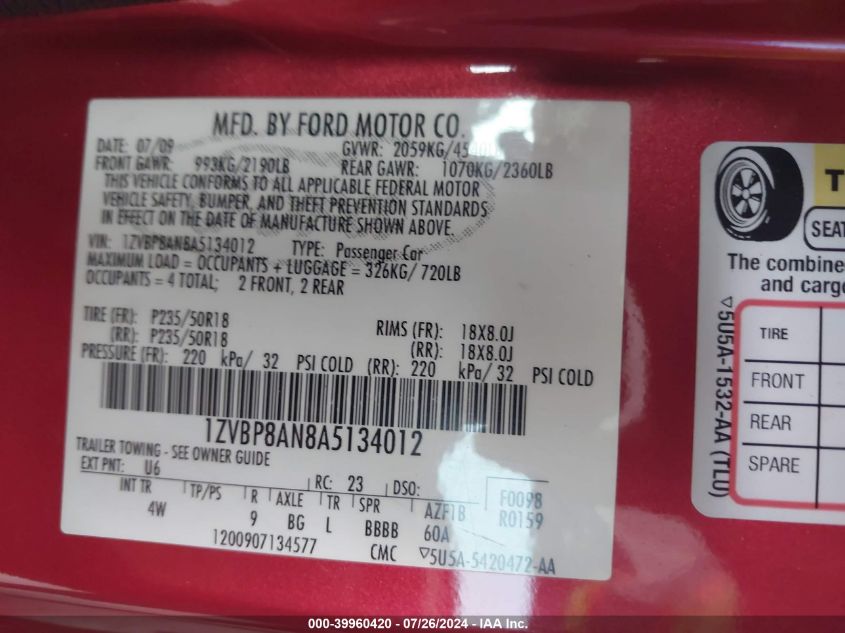 MFD. BY FORD MOTOR CO.
DATE: 07/09 GVWR: 2059KG/4540
FRONT GAWR: 993KG/2190LB REAR GAWR: 1070KG/2360LB
THIS VEHICLE CONFORMS TO ALL APPLICABLE FEDERAL MOTOR
VEHICLE SAFETY, BUMPER, AND THEFT PREVENTION STANDARDS
IN EFFECT ON THE DATE OF MANUFACTURE SHOWN ABOVE.
VIN: 1ZVBP8AN8A5134012 TYPE: Passenger Car
MAXIMUM LOAD = OCCUPANTS + LUGGAGE = 326KG/720LB
OCCUPANTS = 4 TOTAL; 2 FRONT, 2 REAR
TIRE (FR): P235/50R18 RIMS (FR): 18X8.0J
(RR): P235/50R18 (RR): 18X8.0J
PRESSURE (FR): 220 kPa/ 32 PSI COLD (RR): 220 kPa/ 32 PSI COLD
1ZVBP8AN8A5134012
TRAILER TOWING - SEE OWNER GUIDE
EXT PNT: U6 RC: 23 DSO: F0098
INT TR TP/PS R AXLE TR SPR AZF1B R0159
4W 9 BG L BBBB 60A
1200907134577 CMC ▽5U5A-5420472-AA
T
SEAT
The combine
and carg
TIRE
FRONT
REAR
SPARE
▽5U5A-1532-AA (TLU)
000-39960420 - 07/26/2024 - IAA Inc.